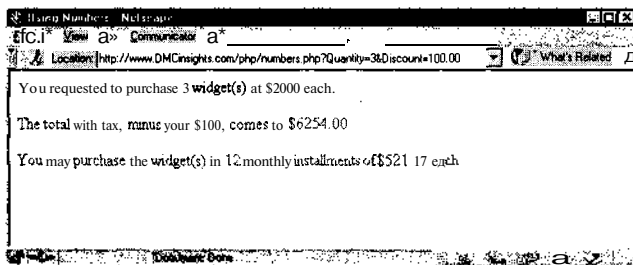 Using Numbers - Netscape
View Communicator
Location: http://www.DMCinsights.com/php/numbers.php?Quantity=3&Discount=100.00 What's Related
You requested to purchase 3 widget(s) at $2000 each.
The total with tax, minus your $100, comes to $6254.00
You may purchase the widget(s) in 12 monthly installments of $521 17 each
Document Done